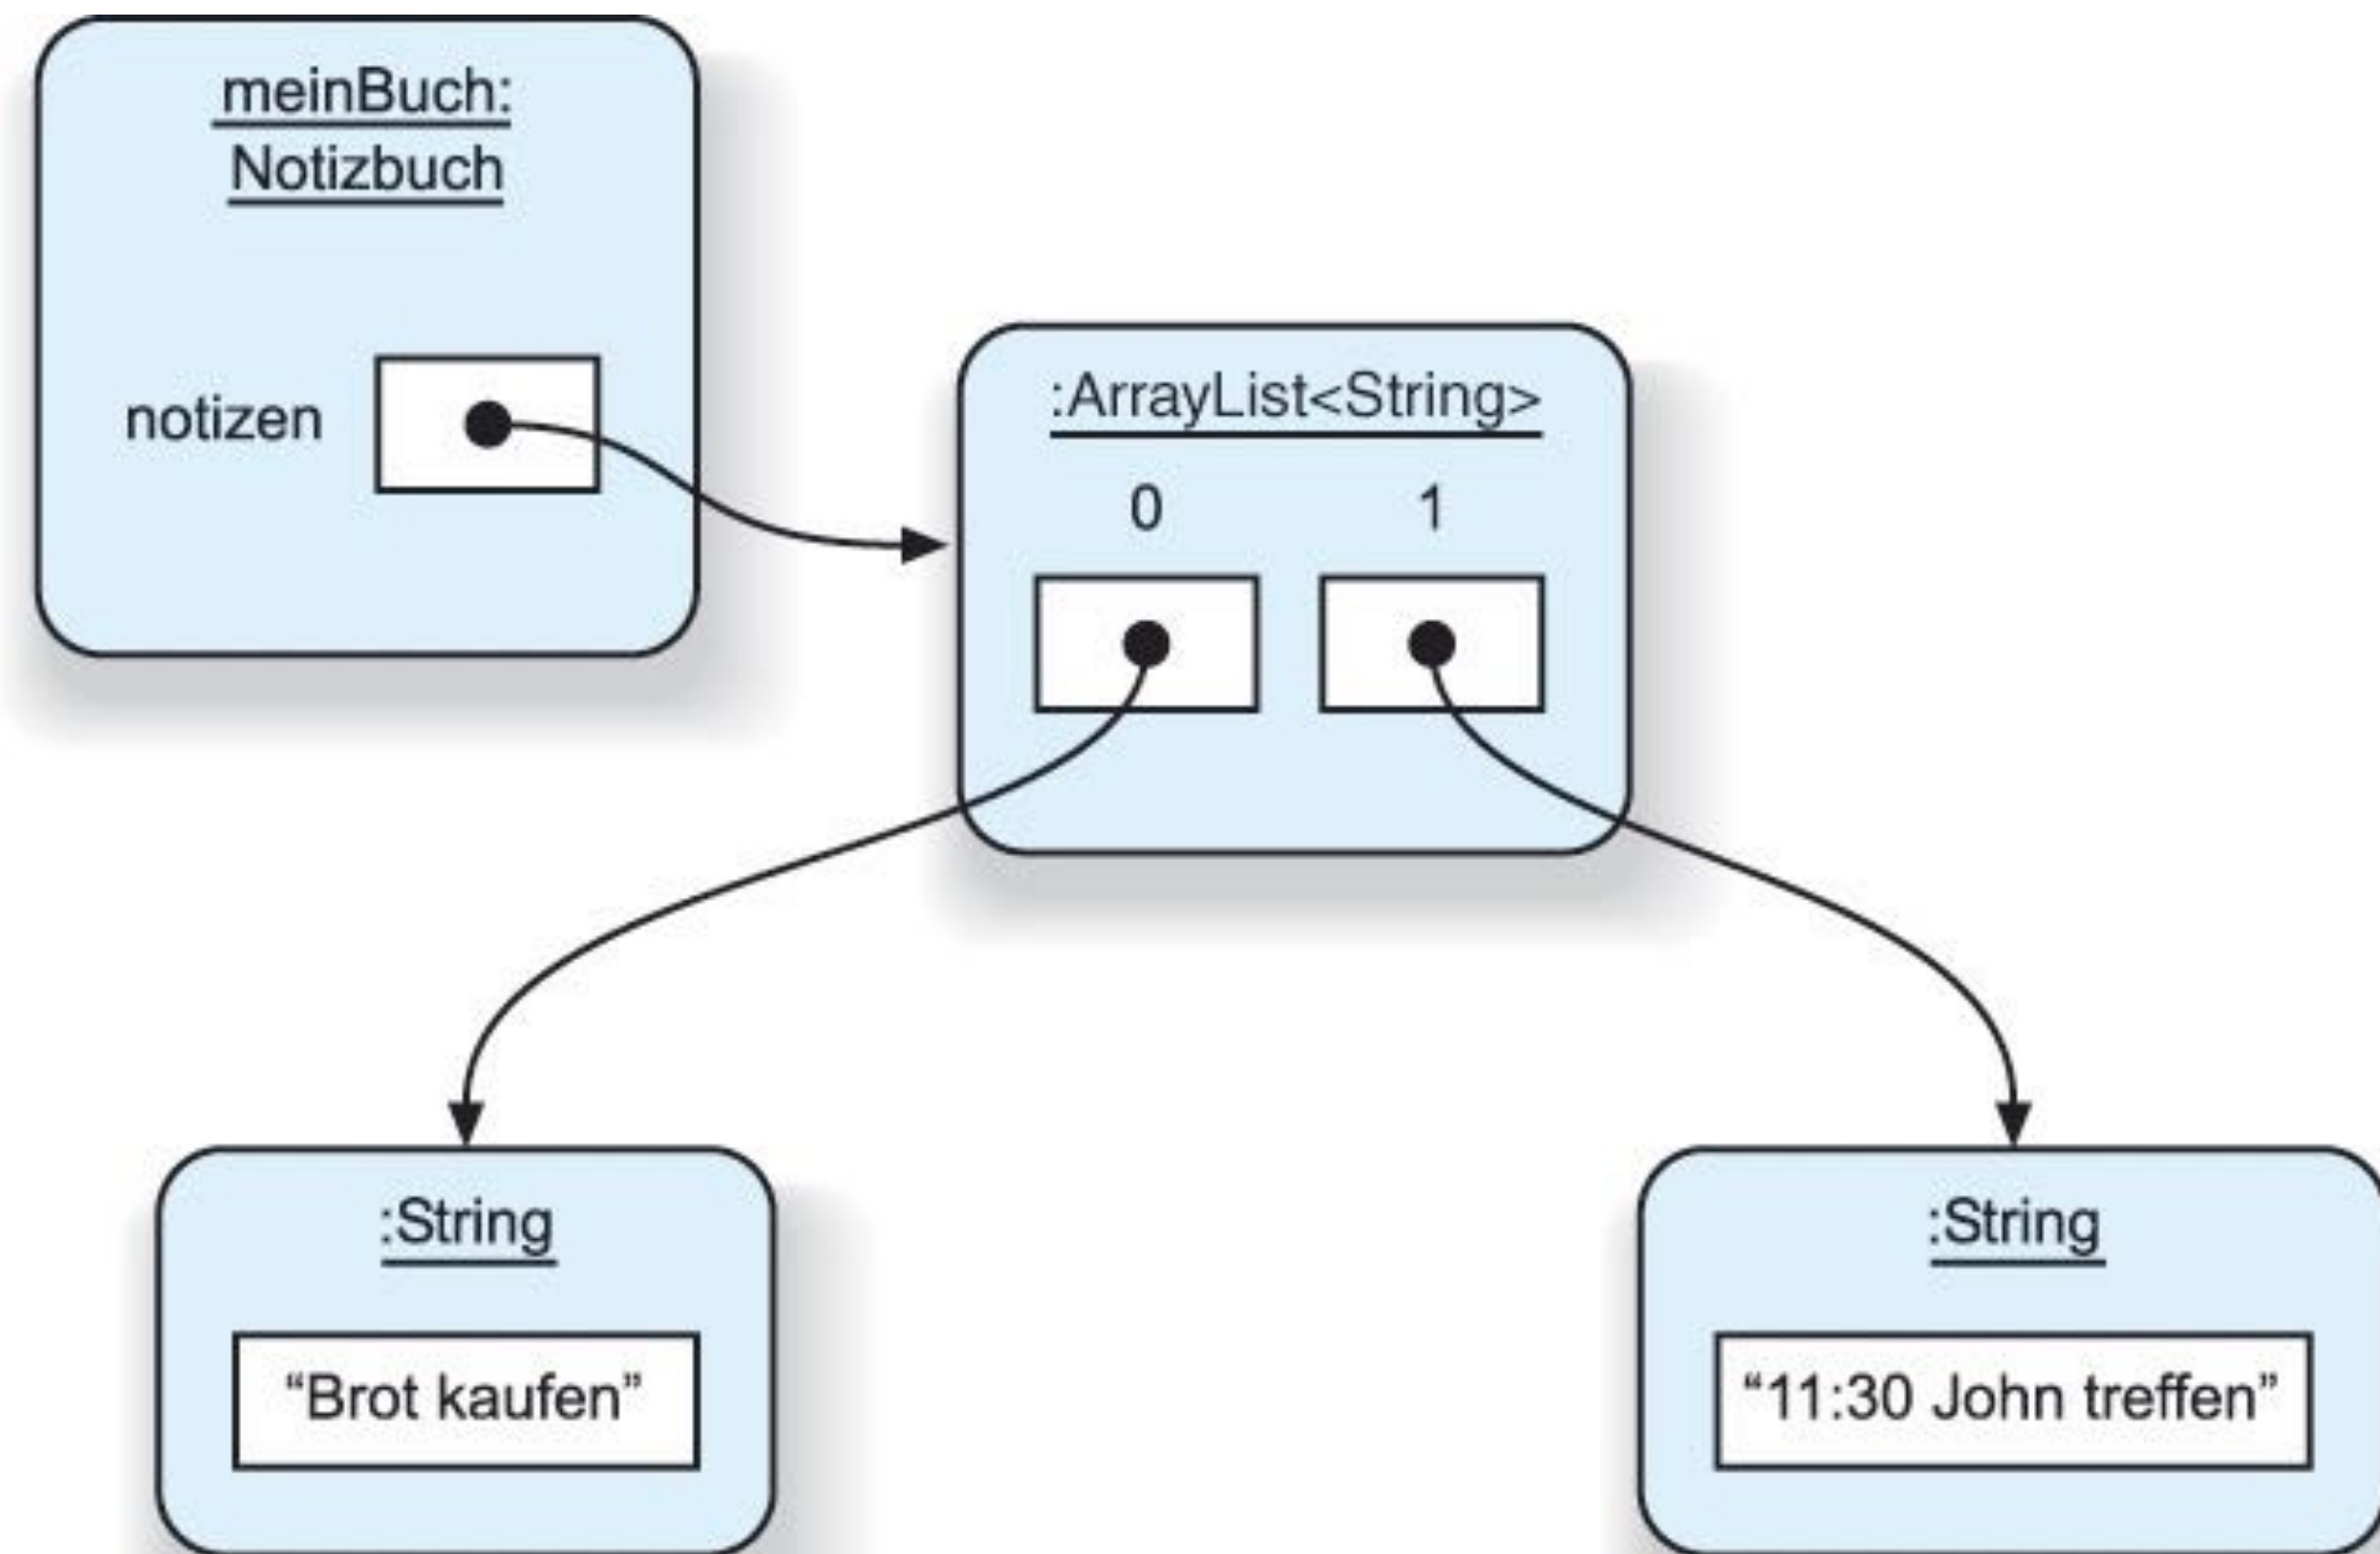 meinBuch:
Notizbuch
notizen
:ArrayList<String>
0 1
:String
“Brot kaufen”
:String
“11:30 John treffen”